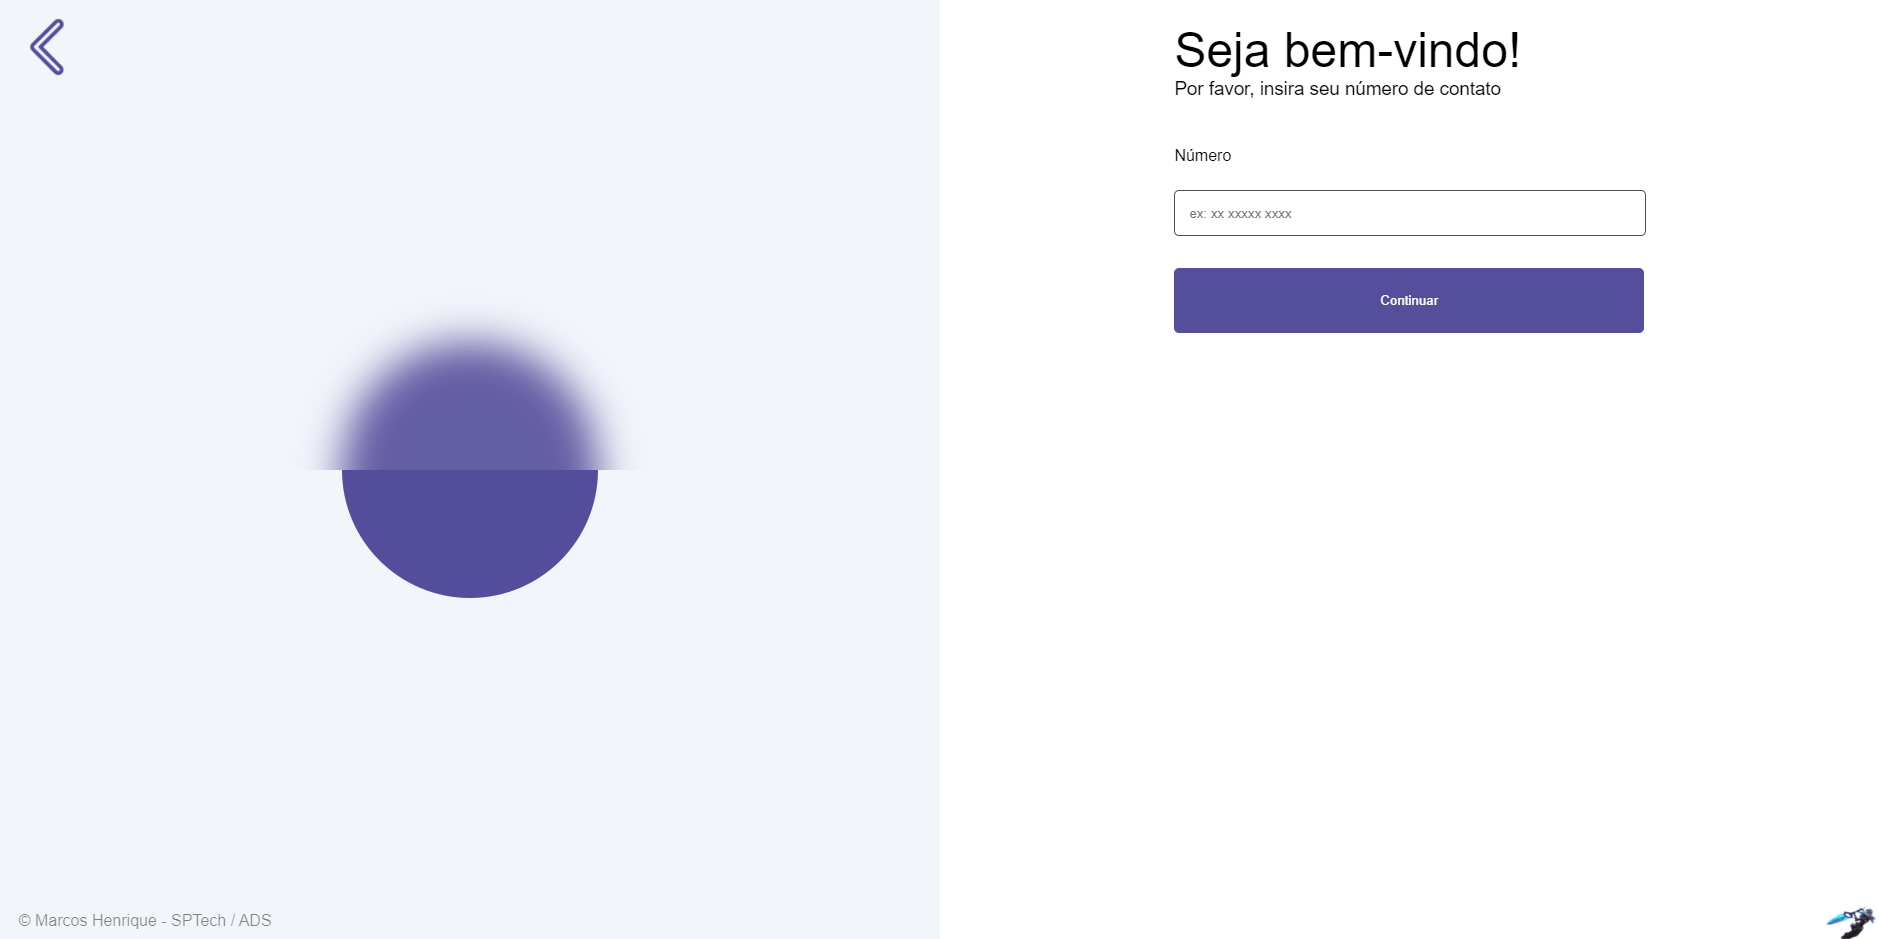 Seja bem-vindo!
Por favor, insira seu número de contato
Número
ex: xx xxxxx xxxx
Continuar
© Marcos Henrique - SPTech / ADS